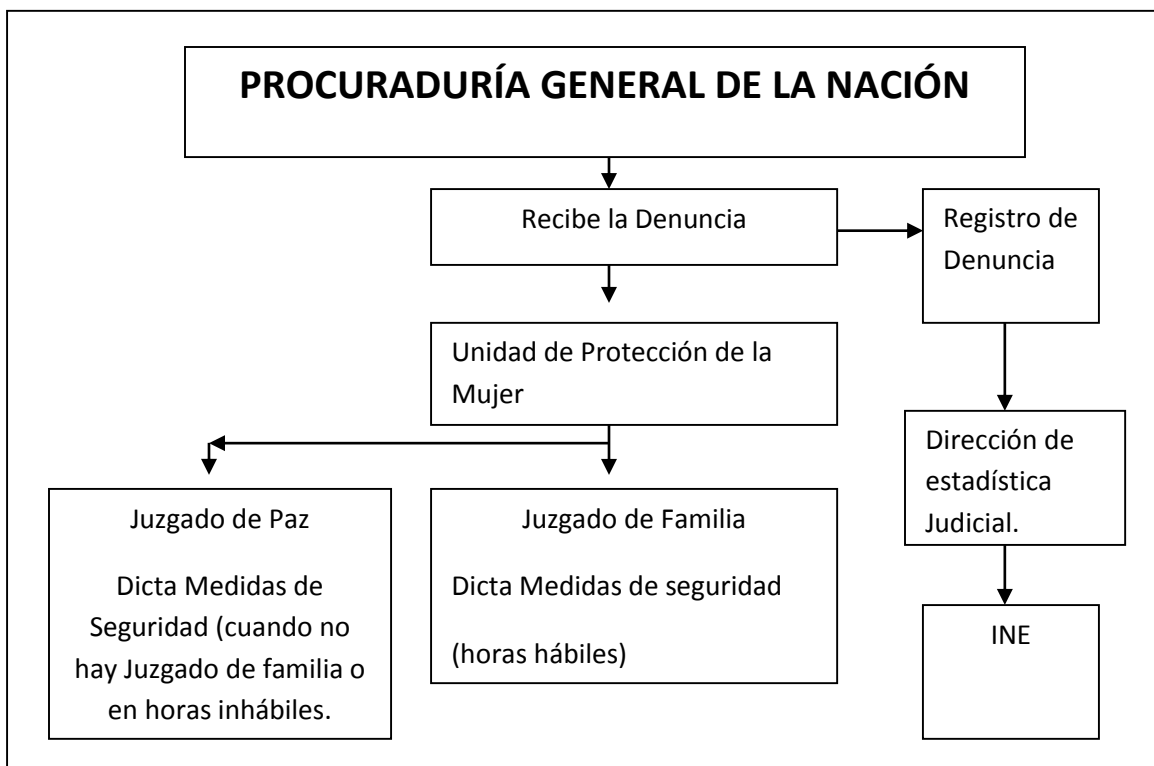 PROCURADURÍA GENERAL DE LA NACIÓN
Recibe la Denuncia
Registro de
Denuncia
Unidad de Protección de la
Mujer
Dirección de
estadística
Judicial.
Juzgado de Paz
Dicta Medidas de
Seguridad (cuando no
hay Juzgado de familia o
en horas inhábiles.
Juzgado de Familia
Dicta Medidas de seguridad
(horas hábiles)
INE